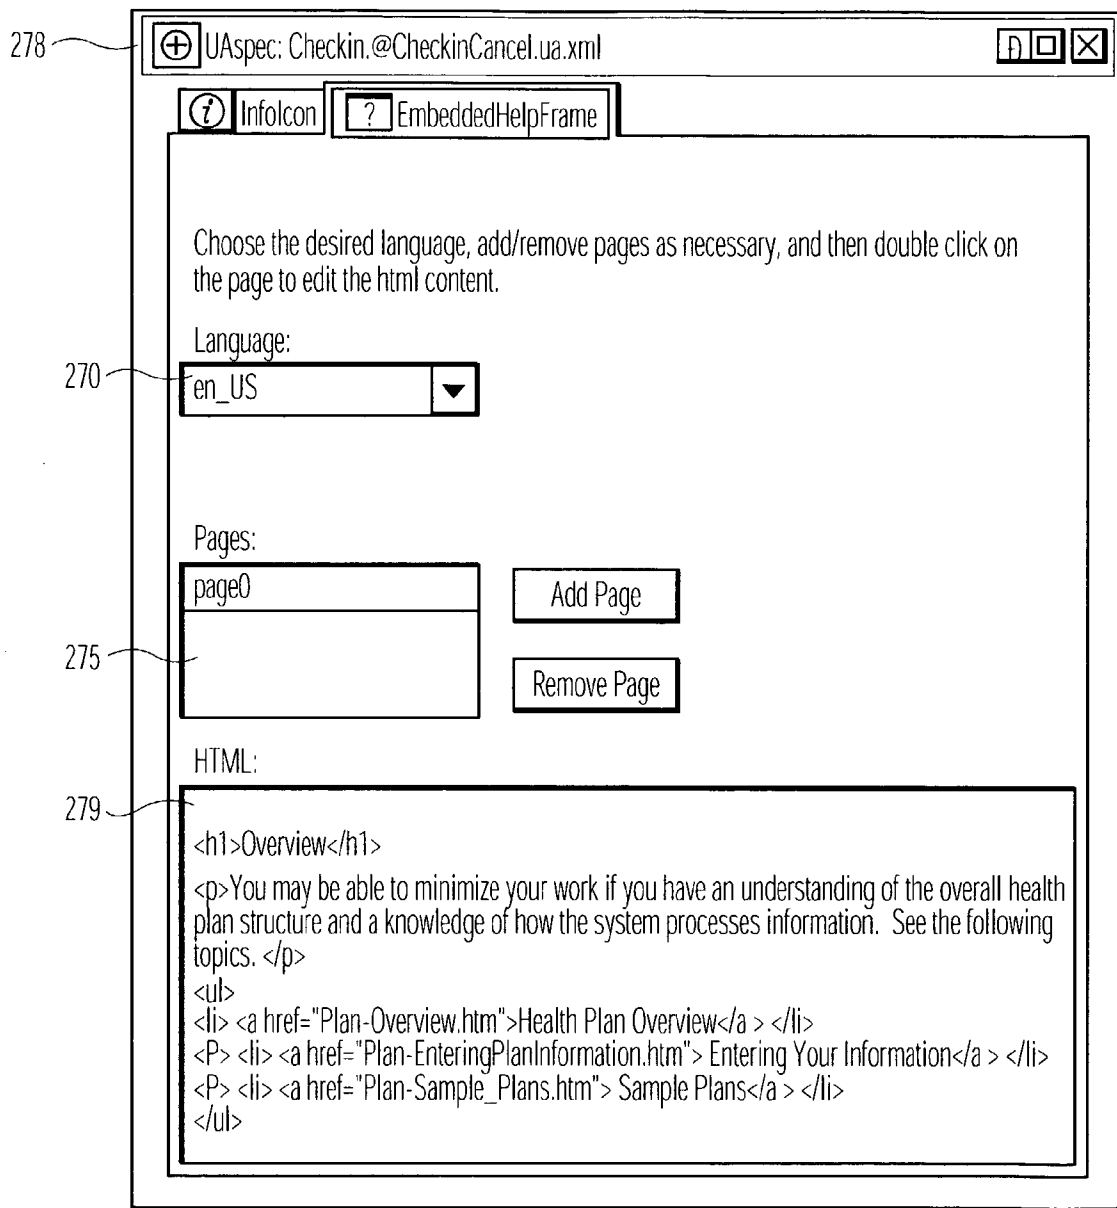 278
UAspec: Checkin.@CheckinCancel.ua.xml
i InfoIcon ? EmbeddedHelpFrame
Choose the desired language, add/remove pages as necessary, and then double click on
the page to edit the html content.
Language:
270
en_US
Pages:
page0
Add Page
275
Remove Page
HTML:
279
<h1>Overview</h1>
<p>You may be able to minimize your work if you have an understanding of the overall health
plan structure and a knowledge of how the system processes information. See the following
topics. </p>
<ul>
<li> <a href="Plan-Overview.htm">Health Plan Overview</a > </li>
<P> <li> <a href="Plan-EnteringPlanInformation.htm"> Entering Your Information</a > </li>
<P> <li> <a href="Plan-Sample_Plans.htm"> Sample Plans</a > </li>
</ul>